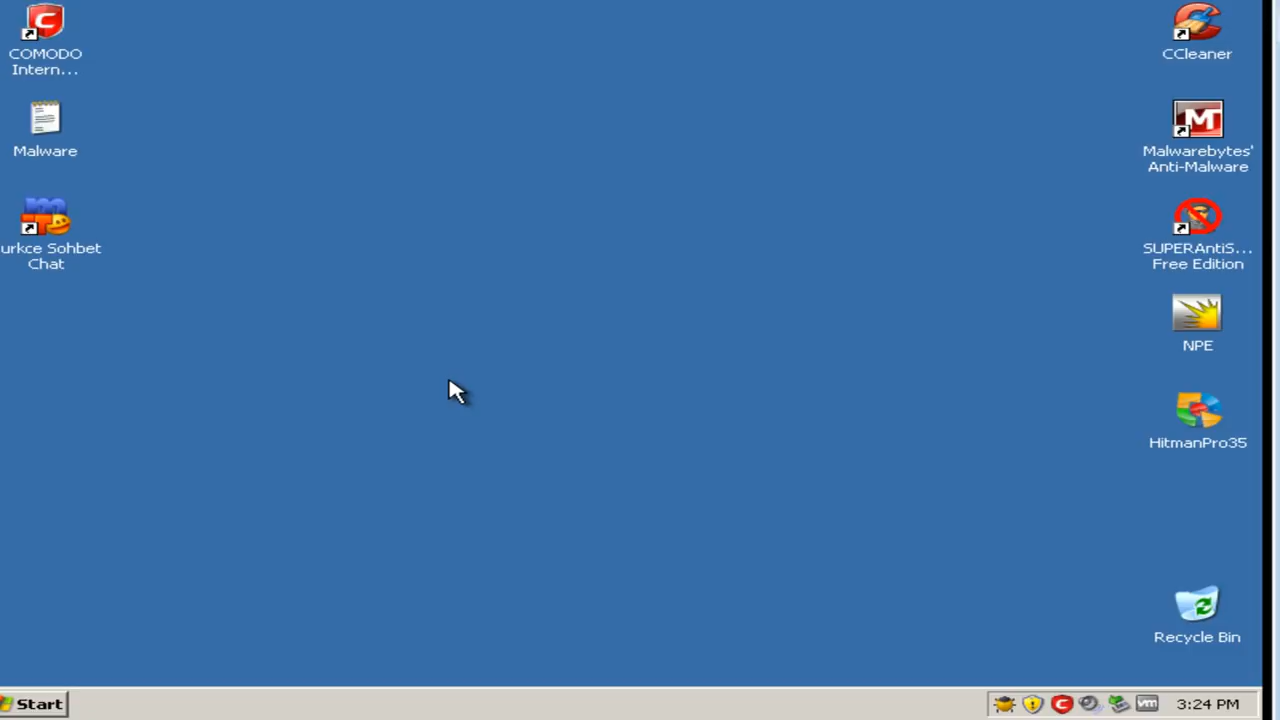 COMODO
Intern...
Malware
urkce Sohbet
Chat
CCleaner
Malwarebytes'
Anti-Malware
SUPERAntiS...
Free Edition
NPE
HitmanPro35
Recycle Bin
Start
3:24 PM